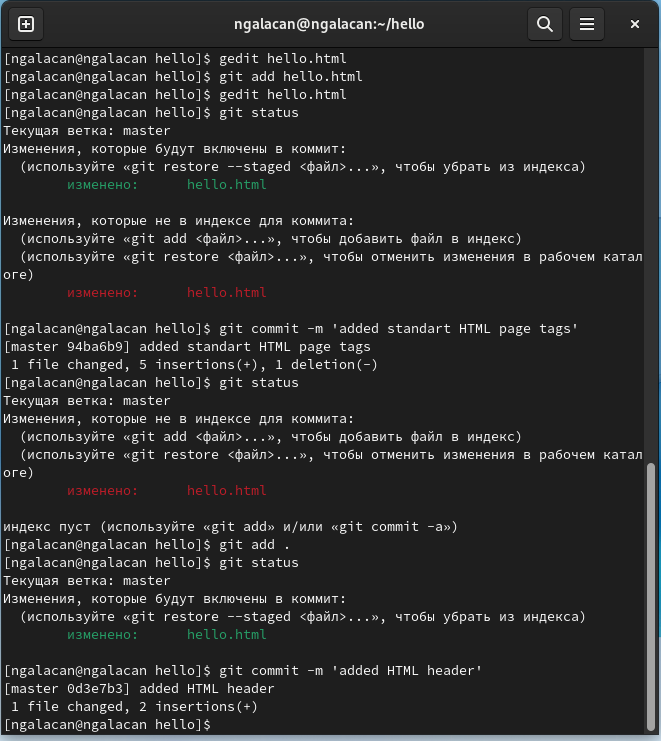 ngalacan@ngalacan:~/hello
[ngalacan@ngalacan hello]$ gedit hello.html
[ngalacan@ngalacan hello]$ git add hello.html
[ngalacan@ngalacan hello]$ gedit hello.html
[ngalacan@ngalacan hello]$ git status
Текущая ветка: master
Изменения, которые будут включены в коммит:
  (используйте «git restore --staged <файл>...», чтобы убрать из индекса)
        изменено:      hello.html

Изменения, которые не в индексе для коммита:
  (используйте «git add <файл>...», чтобы добавить файл в индекс)
  (используйте «git restore <файл>...», чтобы отменить изменения в рабочем катал
оге)
        изменено:      hello.html

[ngalacan@ngalacan hello]$ git commit -m 'added standart HTML page tags'
[master 94ba6b9] added standart HTML page tags
 1 file changed, 5 insertions(+), 1 deletion(-)
[ngalacan@ngalacan hello]$ git status
Текущая ветка: master
Изменения, которые не в индексе для коммита:
  (используйте «git add <файл>...», чтобы добавить файл в индекс)
  (используйте «git restore <файл>...», чтобы отменить изменения в рабочем катал
оге)
        изменено:      hello.html

индекс пуст (используйте «git add» и/или «git commit -a»)
[ngalacan@ngalacan hello]$ git add .
[ngalacan@ngalacan hello]$ git status
Текущая ветка: master
Изменения, которые будут включены в коммит:
  (используйте «git restore --staged <файл>...», чтобы убрать из индекса)
        изменено:      hello.html

[ngalacan@ngalacan hello]$ git commit -m 'added HTML header'
[master 0d3e7b3] added HTML header
 1 file changed, 2 insertions(+)
[ngalacan@ngalacan hello]$